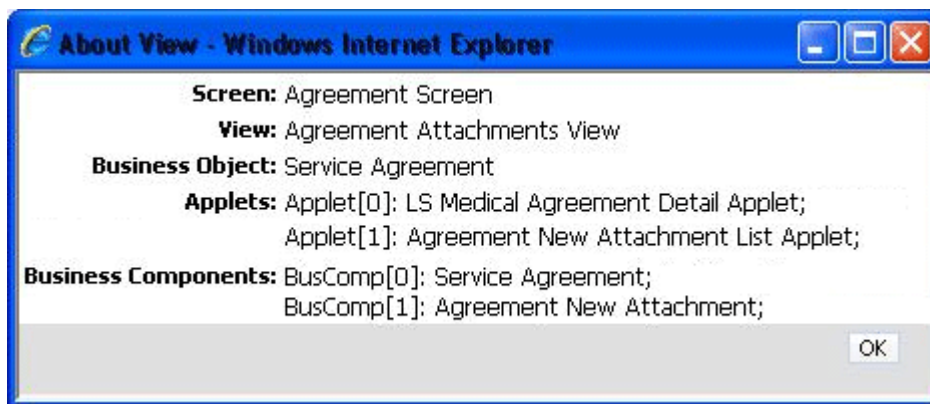 About View - Windows Internet Explorer
Screen: Agreement Screen
View: Agreement Attachments View
Business Object: Service Agreement
Applets: Applet[0]: LS Medical Agreement Detail Applet;
Applet[1]: Agreement New Attachment List Applet;
Business Components: BusComp[0]: Service Agreement;
BusComp[1]: Agreement New Attachment;
OK